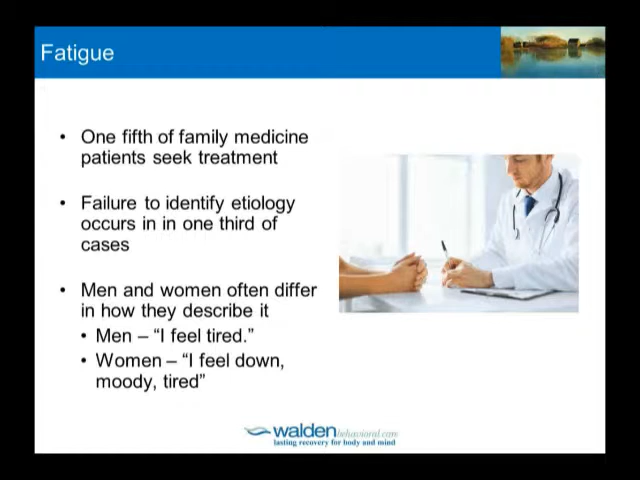 Fatigue
• One fifth of family medicine
patients seek treatment
• Failure to identify etiology
occurs in in one third of
cases
• Men and women often differ
in how they describe it
• Men – “I feel tired.”
• Women – “I feel down,
moody, tired”
walden behavioral care
lasting recovery for body and mind